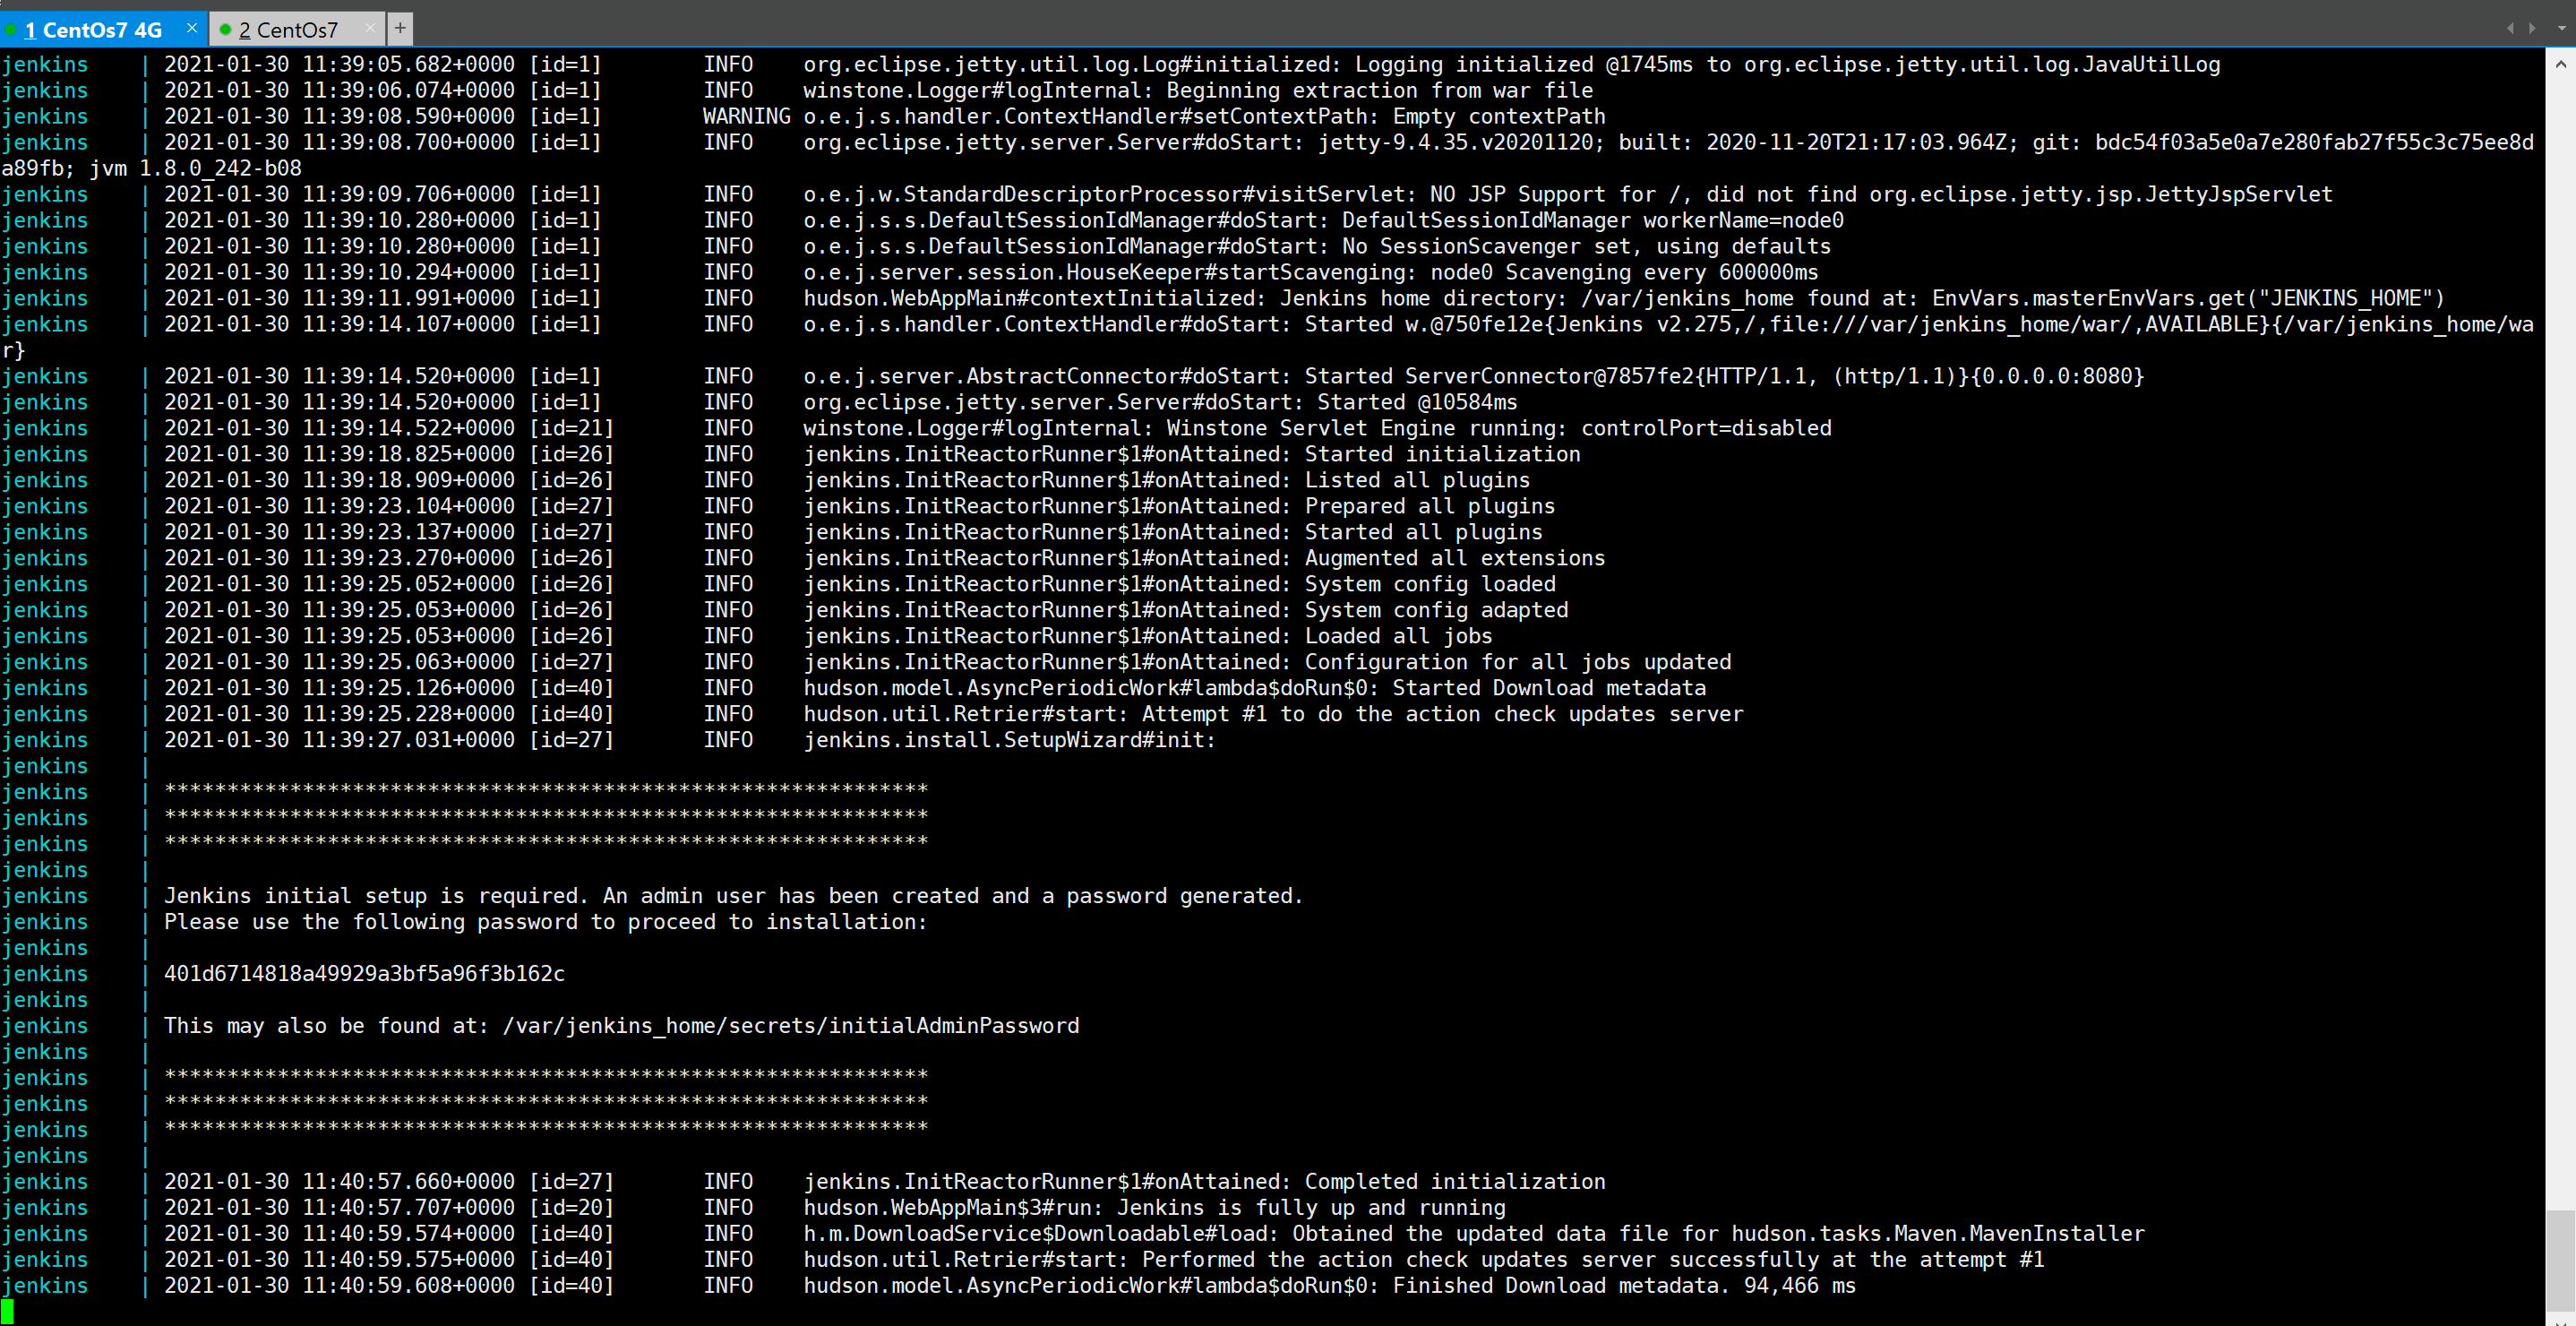 1 CentOs7 4G × 2 CentOs7 × +
jenkins    | 2021-01-30 11:39:05.682+0000 [id=1]       INFO    org.eclipse.jetty.util.log.Log#initialized: Logging initialized @1745ms to org.eclipse.jetty.util.log.JavaUtilLog
jenkins    | 2021-01-30 11:39:06.074+0000 [id=1]       INFO    winstone.Logger#logInternal: Beginning extraction from war file
jenkins    | 2021-01-30 11:39:08.590+0000 [id=1]       WARNING o.e.j.s.handler.ContextHandler#setContextPath: Empty contextPath
jenkins    | 2021-01-30 11:39:08.700+0000 [id=1]       INFO    org.eclipse.jetty.server.Server#doStart: jetty-9.4.35.v20201120; built: 2020-11-20T21:17:03.964Z; git: bdc54f03a5e0a7e280fab27f55c3c75ee8d
a89fb; jvm 1.8.0_242-b08
jenkins    | 2021-01-30 11:39:09.706+0000 [id=1]       INFO    o.e.j.w.StandardDescriptorProcessor#visitServlet: NO JSP Support for /, did not find org.eclipse.jetty.jsp.JettyJspServlet
jenkins    | 2021-01-30 11:39:10.280+0000 [id=1]       INFO    o.e.j.s.s.DefaultSessionIdManager#doStart: DefaultSessionIdManager workerName=node0
jenkins    | 2021-01-30 11:39:10.280+0000 [id=1]       INFO    o.e.j.s.s.DefaultSessionIdManager#doStart: No SessionScavenger set, using defaults
jenkins    | 2021-01-30 11:39:10.294+0000 [id=1]       INFO    o.e.j.server.session.HouseKeeper#startScavenging: node0 Scavenging every 600000ms
jenkins    | 2021-01-30 11:39:11.991+0000 [id=1]       INFO    hudson.WebAppMain#contextInitialized: Jenkins home directory: /var/jenkins_home found at: EnvVars.masterEnvVars.get("JENKINS_HOME")
jenkins    | 2021-01-30 11:39:14.107+0000 [id=1]       INFO    o.e.j.s.handler.ContextHandler#doStart: Started w.@750fe12e{Jenkins v2.275,/,file:///var/jenkins_home/war/,AVAILABLE}{/var/jenkins_home/wa
r}
jenkins    | 2021-01-30 11:39:14.520+0000 [id=1]       INFO    o.e.j.server.AbstractConnector#doStart: Started ServerConnector@7857fe2{HTTP/1.1, (http/1.1)}{0.0.0.0:8080}
jenkins    | 2021-01-30 11:39:14.520+0000 [id=1]       INFO    org.eclipse.jetty.server.Server#doStart: Started @10584ms
jenkins    | 2021-01-30 11:39:14.522+0000 [id=21]      INFO    winstone.Logger#logInternal: Winstone Servlet Engine running: controlPort=disabled
jenkins    | 2021-01-30 11:39:18.825+0000 [id=26]      INFO    jenkins.InitReactorRunner$1#onAttained: Started initialization
jenkins    | 2021-01-30 11:39:18.909+0000 [id=26]      INFO    jenkins.InitReactorRunner$1#onAttained: Listed all plugins
jenkins    | 2021-01-30 11:39:23.104+0000 [id=27]      INFO    jenkins.InitReactorRunner$1#onAttained: Prepared all plugins
jenkins    | 2021-01-30 11:39:23.137+0000 [id=27]      INFO    jenkins.InitReactorRunner$1#onAttained: Started all plugins
jenkins    | 2021-01-30 11:39:23.270+0000 [id=26]      INFO    jenkins.InitReactorRunner$1#onAttained: Augmented all extensions
jenkins    | 2021-01-30 11:39:25.052+0000 [id=26]      INFO    jenkins.InitReactorRunner$1#onAttained: System config loaded
jenkins    | 2021-01-30 11:39:25.053+0000 [id=26]      INFO    jenkins.InitReactorRunner$1#onAttained: System config adapted
jenkins    | 2021-01-30 11:39:25.053+0000 [id=26]      INFO    jenkins.InitReactorRunner$1#onAttained: Loaded all jobs
jenkins    | 2021-01-30 11:39:25.063+0000 [id=27]      INFO    jenkins.InitReactorRunner$1#onAttained: Configuration for all jobs updated
jenkins    | 2021-01-30 11:39:25.126+0000 [id=40]      INFO    hudson.model.AsyncPeriodicWork#lambda$doRun$0: Started Download metadata
jenkins    | 2021-01-30 11:39:25.228+0000 [id=40]      INFO    hudson.util.Retrier#start: Attempt #1 to do the action check updates server
jenkins    | 2021-01-30 11:39:27.031+0000 [id=27]      INFO    jenkins.install.SetupWizard#init:
jenkins    |
jenkins    | *************************************************************
jenkins    | *************************************************************
jenkins    | *************************************************************
jenkins    |
jenkins    | Jenkins initial setup is required. An admin user has been created and a password generated.
jenkins    | Please use the following password to proceed to installation:
jenkins    |
jenkins    | 401d6714818a49929a3bf5a96f3b162c
jenkins    |
jenkins    | This may also be found at: /var/jenkins_home/secrets/initialAdminPassword
jenkins    |
jenkins    | *************************************************************
jenkins    | *************************************************************
jenkins    | *************************************************************
jenkins    |
jenkins    | 2021-01-30 11:40:57.660+0000 [id=27]      INFO    jenkins.InitReactorRunner$1#onAttained: Completed initialization
jenkins    | 2021-01-30 11:40:57.707+0000 [id=20]      INFO    hudson.WebAppMain$3#run: Jenkins is fully up and running
jenkins    | 2021-01-30 11:40:59.574+0000 [id=40]      INFO    h.m.DownloadService$Downloadable#load: Obtained the updated data file for hudson.tasks.Maven.MavenInstaller
jenkins    | 2021-01-30 11:40:59.575+0000 [id=40]      INFO    hudson.util.Retrier#start: Performed the action check updates server successfully at the attempt #1
jenkins    | 2021-01-30 11:40:59.608+0000 [id=40]      INFO    hudson.model.AsyncPeriodicWork#lambda$doRun$0: Finished Download metadata. 94,466 ms